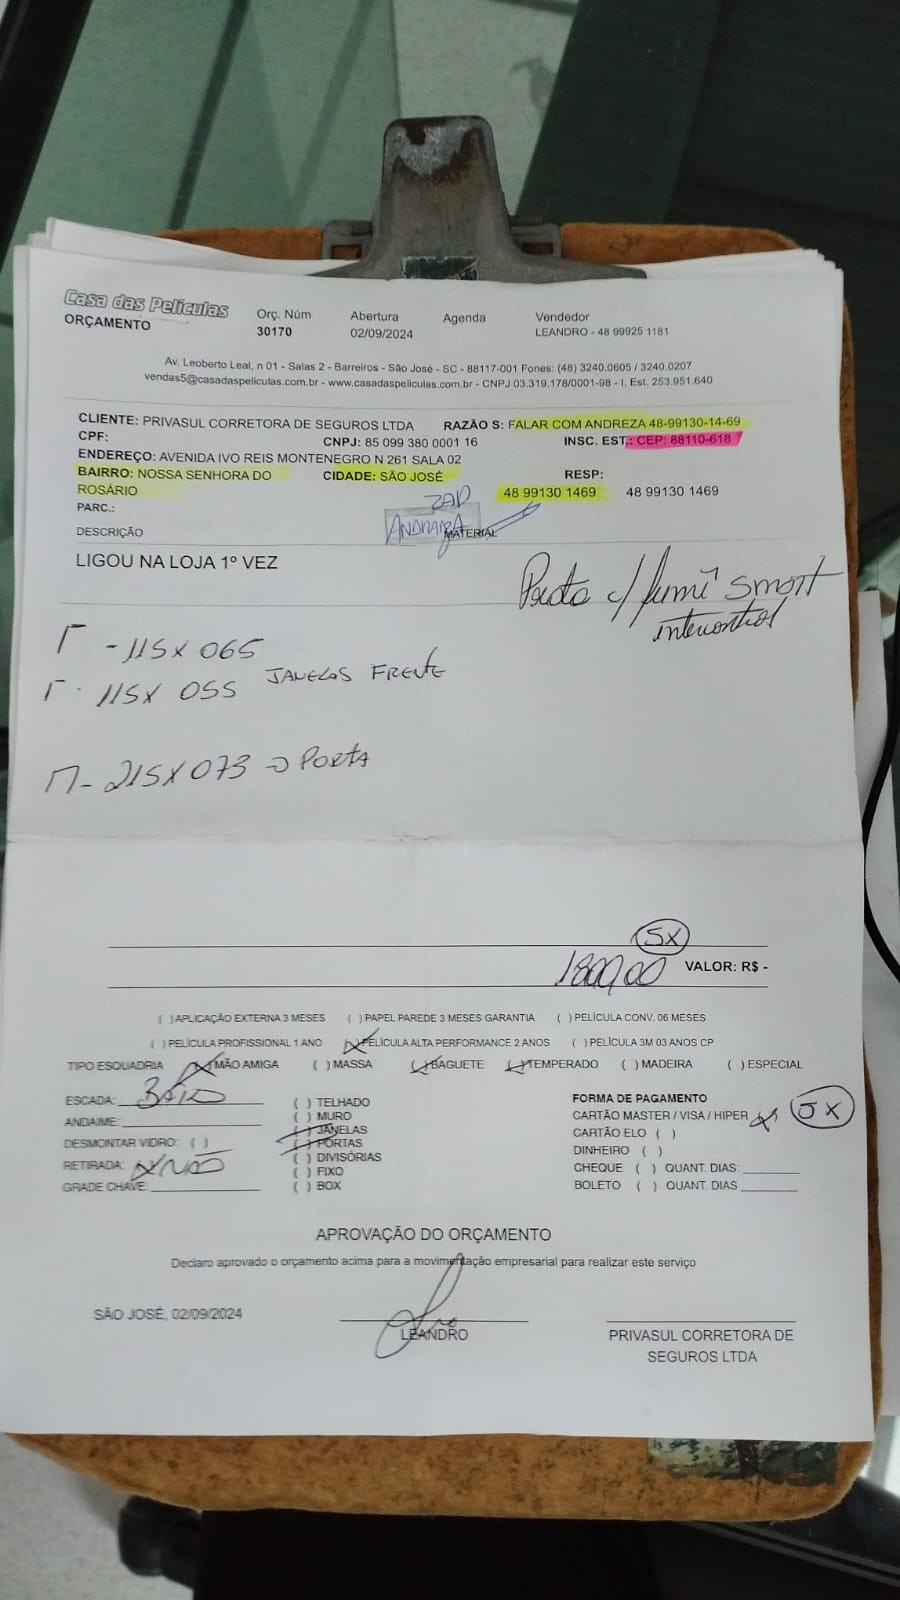 Casa das Peliculas
ORÇAMENTO
Orç. Núm
30170
Abertura
02/09/2024
Agenda
Vendedor
LEANDRO - 48 99925 1181
Av. Leoberto Leal, n 01 - Salas 2 - Barreiros - São José - SC - 88117-001 Fones: (48) 3240.0605 / 3240.0207
vendas5@casadaspeliculas.com.br - www.casadaspeliculas.com.br - CNPJ 03.319.178/0001-98 - I. Est. 253.951.640
CLIENTE: PRIVASUL CORRETORA DE SEGUROS LTDA RAZÃO S: FALAR COM ANDREZA 48-99130-14-69
CPF: CNPJ: 85 099 380 0001 16 INSC. EST.: CEP: 88110-618
ENDEREÇO: AVENIDA IVO REIS MONTENEGRO N 261 SALA 02
BAIRRO: NOSSA SENHORA DO CIDADE: SÃO JOSÉ RESP:
ROSÁRIO 48 99130 1469 48 99130 1469
ZAP
PARC.:
ANDRAIZA
DESCRIÇÃO MATERIAL
LIGOU NA LOJA 1º VEZ
c/ fumê smart
intercontrol
- 115X 065
115X 055 JANELAS FRENTE
- 215X073 → PORTA
5X
1800,00 VALOR: R$ -
( )APLICAÇÃO EXTERNA 3 MESES ( )PAPEL PAREDE 3 MESES GARANTIA ( )PELÍCULA CONV. 06 MESES
( )PELÍCULA PROFISSIONAL 1 ANO (X)PELÍCULA ALTA PERFORMANCE 2 ANOS ( )PELÍCULA 3M 03 ANOS CP
TIPO ESQUADRIA (X)MÃO AMIGA ( )MASSA ( )BAGUETE ( )TEMPERADO ( )MADEIRA ( )ESPECIAL
ESCADA:
ANDAIME:
DESMONTAR VIDRO: ( )
RETIRADA: X NÃO
GRADE CHAVE:
( ) TELHADO
( ) MURO
( ) JANELAS
( ) PORTAS
( ) DIVISÓRIAS
( ) FIXO
( ) BOX
FORMA DE PAGAMENTO
CARTÃO MASTER / VISA / HIPER X 5X
CARTÃO ELO ( )
DINHEIRO ( )
CHEQUE ( ) QUANT. DIAS:
BOLETO ( ) QUANT. DIAS
APROVAÇÃO DO ORÇAMENTO
Declaro aprovado o orçamento acima para a movimentação empresarial para realizar este serviço
SÃO JOSÉ, 02/09/2024
LEANDRO
PRIVASUL CORRETORA DE
SEGUROS LTDA